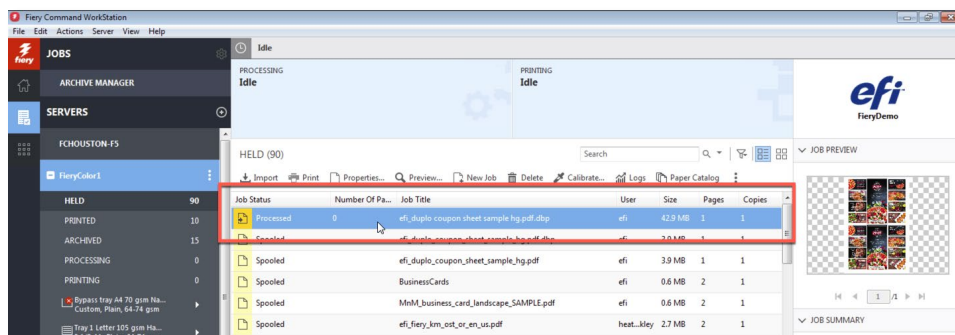 Fiery Command WorkStation
File Edit Actions Server View Help
fiery
JOBS
Idle
ARCHIVE MANAGER
PROCESSING
Idle
PRINTING
Idle
efi
FieryDemo
SERVERS
FCHOUSTON-F5
HELD (90)
Search
JOB PREVIEW
FieryColor1
Import Print Properties... Preview... New Job Delete Calibrate... Logs Paper Catalog
HELD 90
Job Status Number Of Pa... Job Title User Size Pages Copies
PRINTED 10
Processed 0 efi_duplo coupon sheet sample hg.pdf.dbp efi 42.9 MB 1 1
ARCHIVED 15
Spooled efi_duplo_coupon_sheet_sample_hg.pdf.dbp efi 3.9 MB 1 1
PROCESSING 0
Spooled efi_duplo_coupon_sheet_sample_hg.pdf efi 3.9 MB 1 1
PRINTING 0
Spooled BusinessCards efi 0.6 MB 2 1
Bypass tray A4 70 gsm Na...
Custom, Plain, 64-74 gsm
Spooled MnM_business_card_landscape_SAMPLE.pdf efi 0.6 MB 2 1
1 /1
Tray 1 Letter 105 gsm Ha...
Spooled efi_fiery_km_ost_or_en_us.pdf heat...kley 2.7 MB 2 1
JOB SUMMARY